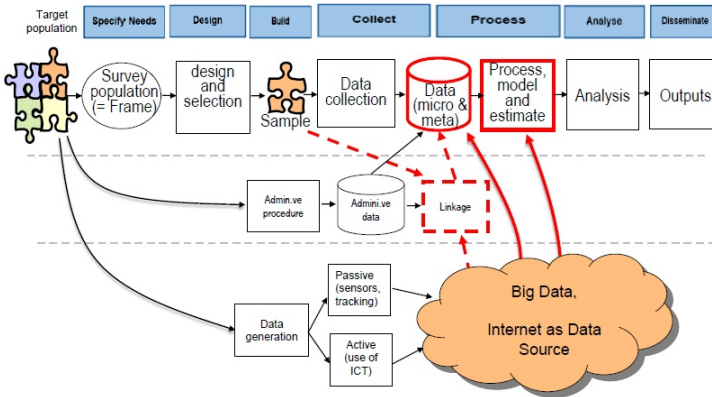 Target
population
Specify Needs
Design
Build
Collect
Process
Analyse
Disseminate
Survey
population
(= Frame)
design
and
selection
Sample
Data
collection
Data
(micro &
meta)
Process,
model
and
estimate
Analysis
Outputs
Admin.ve
procedure
Admini.ve
data
Linkage
Data
generation
Passive
(sensors,
tracking)
Active
(use of
ICT)
Big Data,
Internet as Data
Source